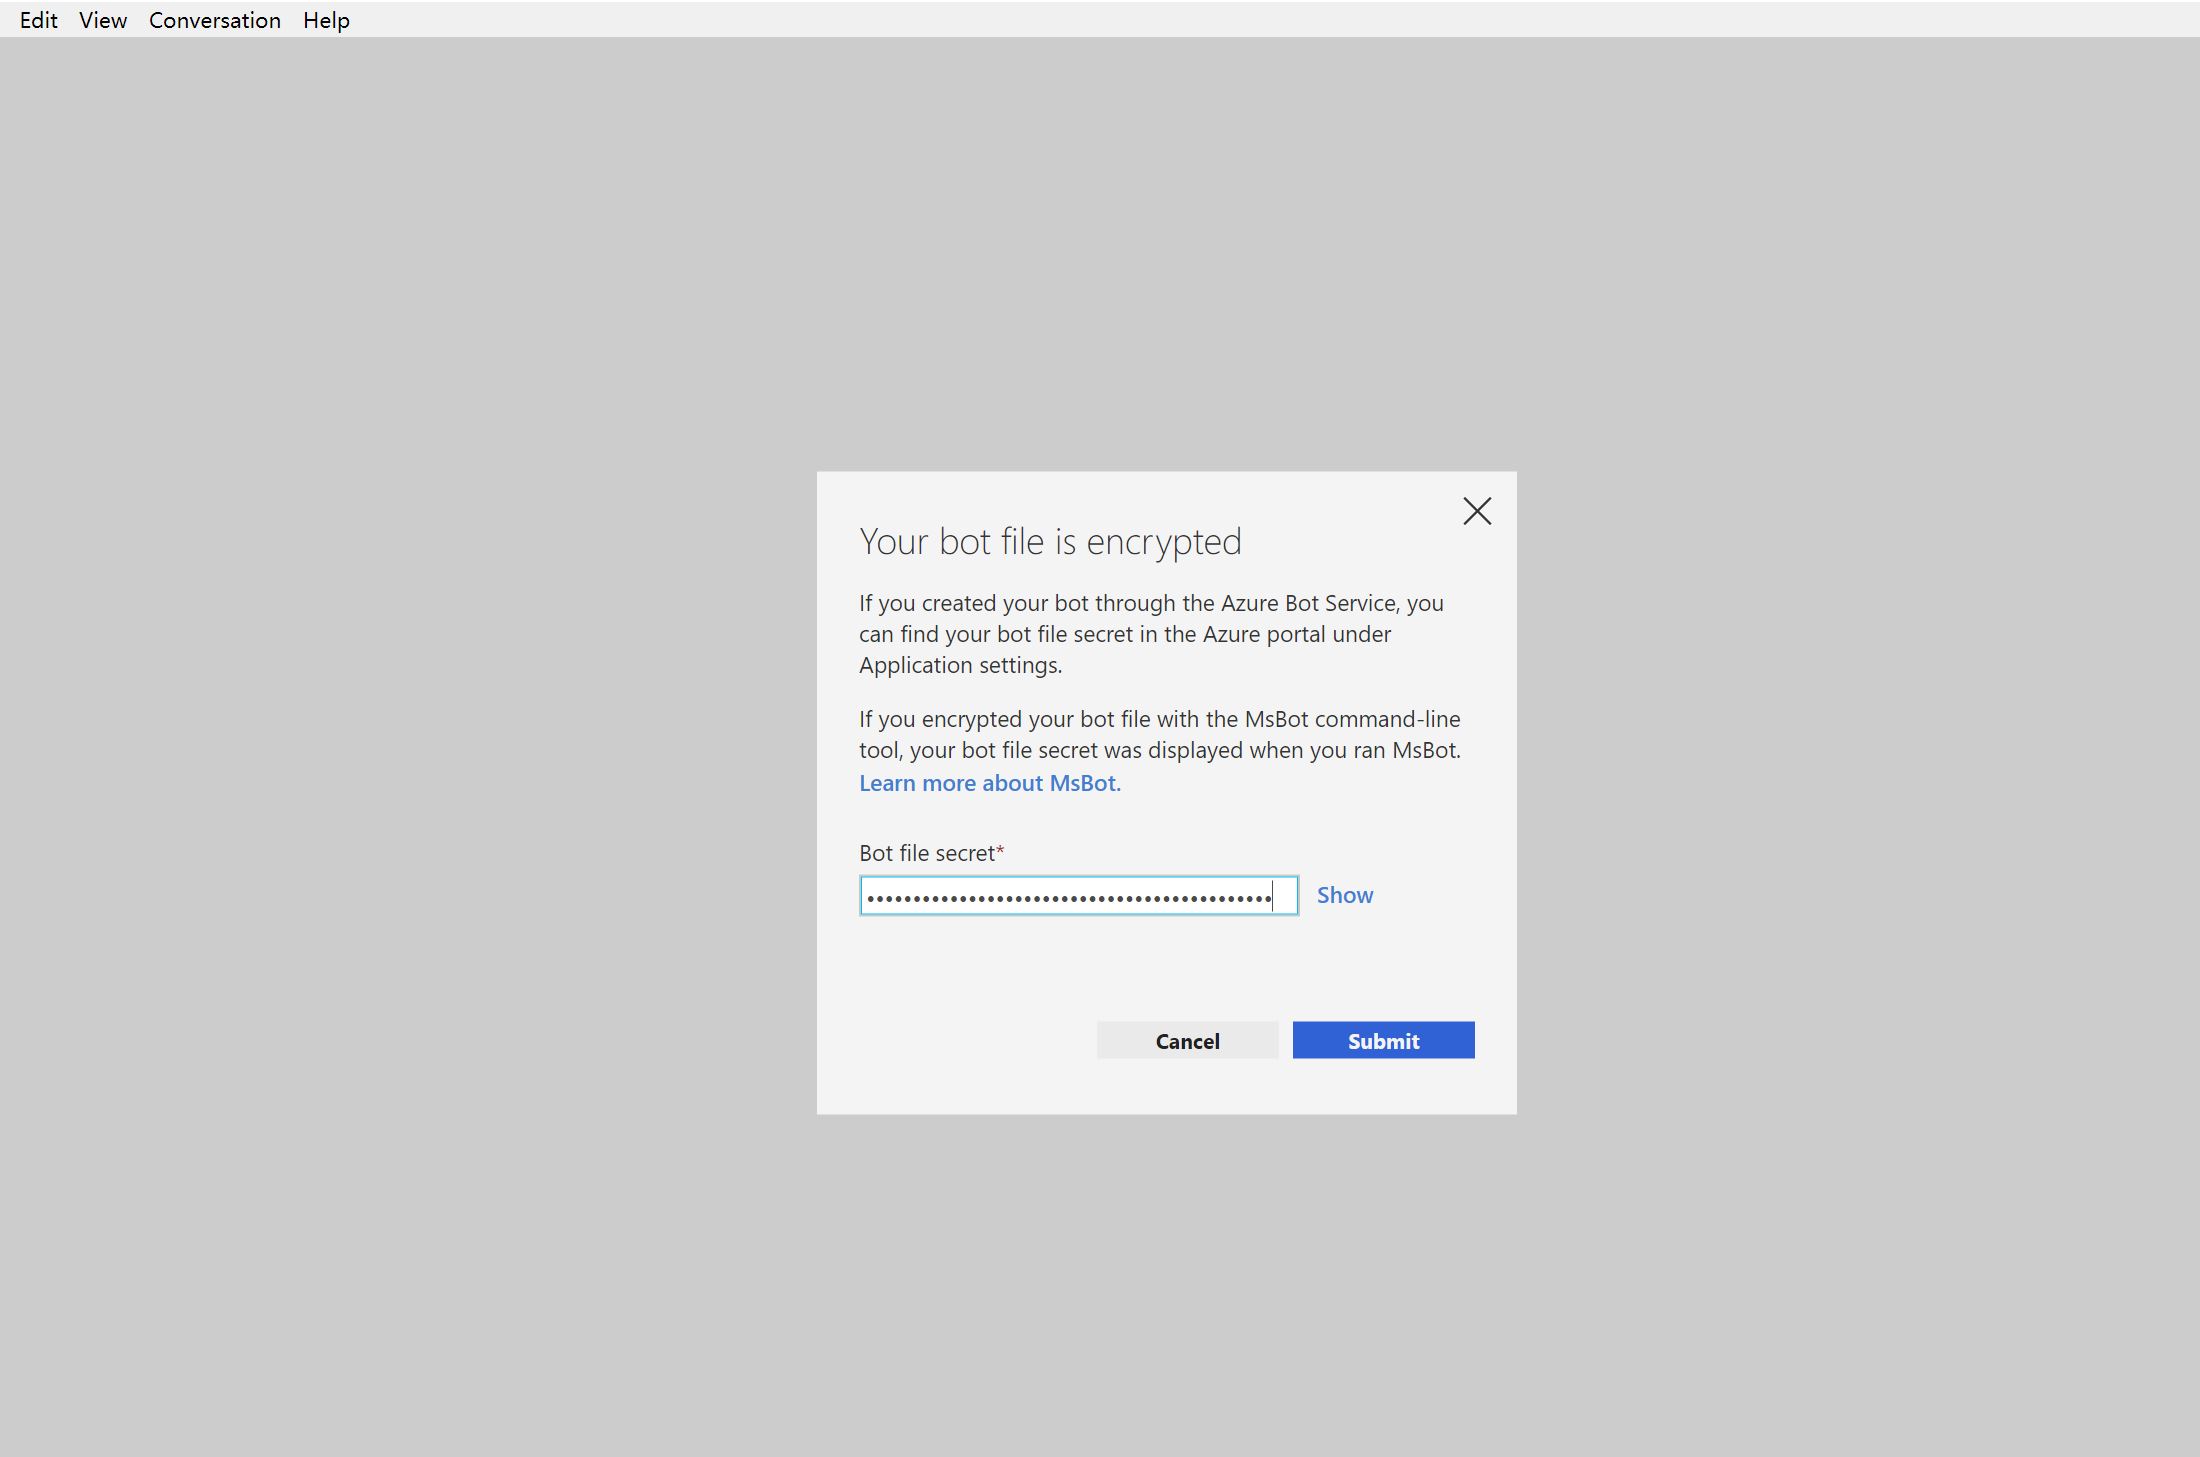 Edit View Conversation Help
Your bot file is encrypted
If you created your bot through the Azure Bot Service, you
can find your bot file secret in the Azure portal under
Application settings.
If you encrypted your bot file with the MsBot command-line
tool, your bot file secret was displayed when you ran MsBot.
Learn more about MsBot.
Bot file secret*
Show
Cancel Submit